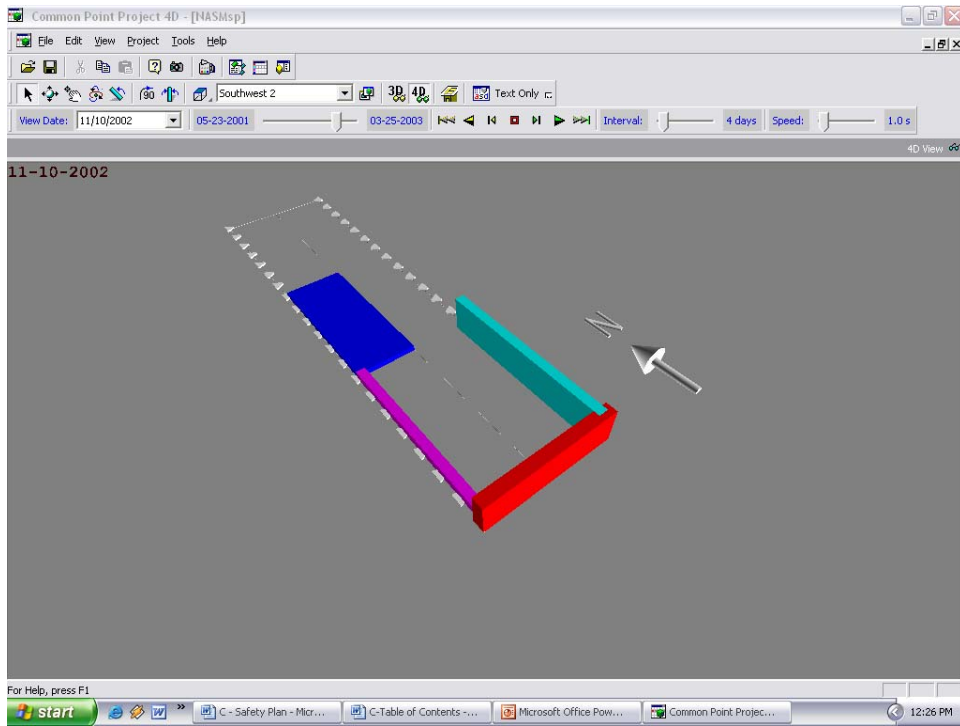 Common Point Project 4D - [NASMsp]
File Edit View Project Tools Help
Southwest 2 3D 4D Text Only
View Date: 11/10/2002 05-23-2001 03-25-2003 Interval: 4 days Speed: 1.0 s
4D View
11-10-2002
N
For Help, press F1
start C - Safety Plan - Micr... C-Table of Contents -... Microsoft Office Pow... Common Point Projec... 12:26 PM